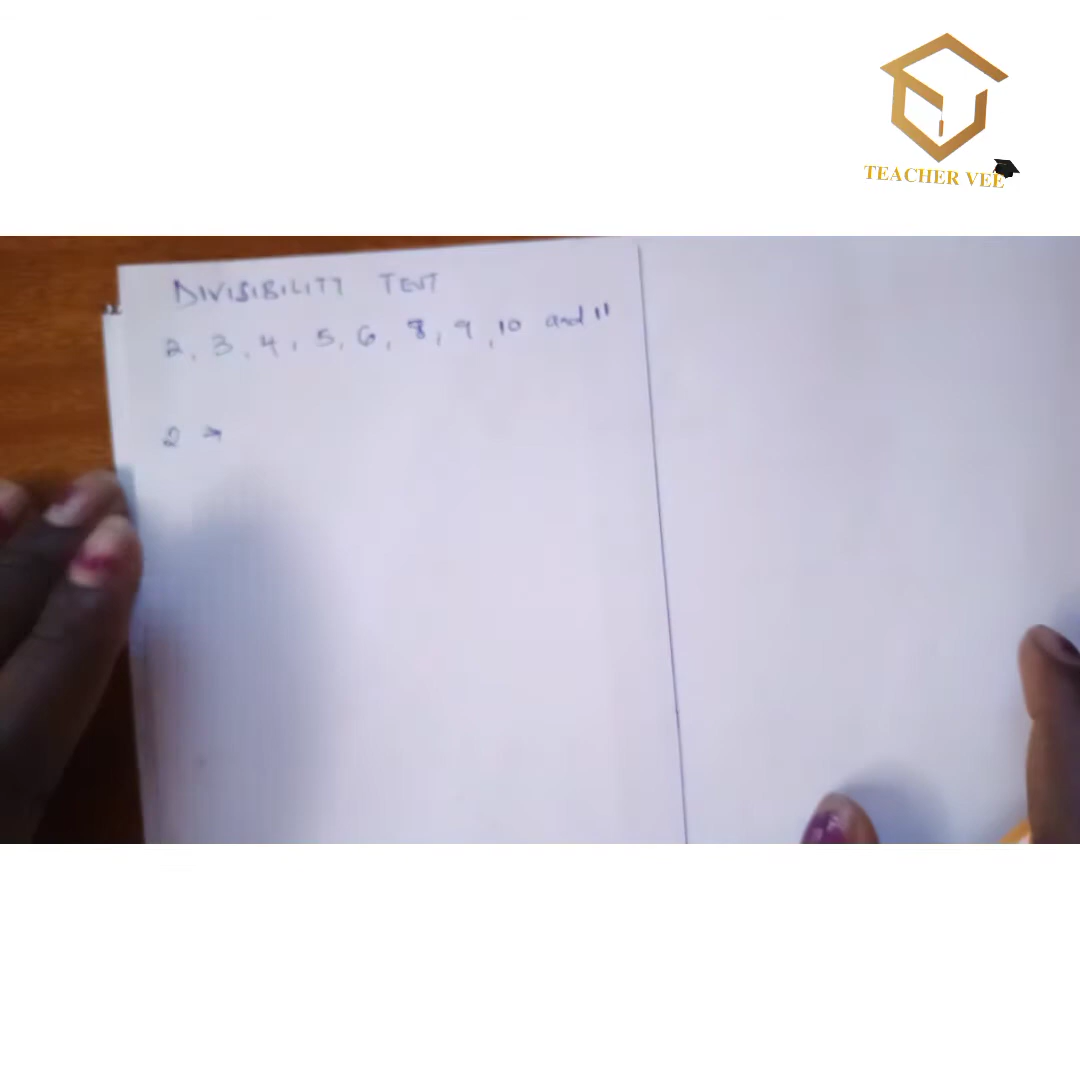 TEACHER VEE
DIVISIBILITY TEST
2, 3, 4, 5, 6, 8, 9, 10 and 11
2 →